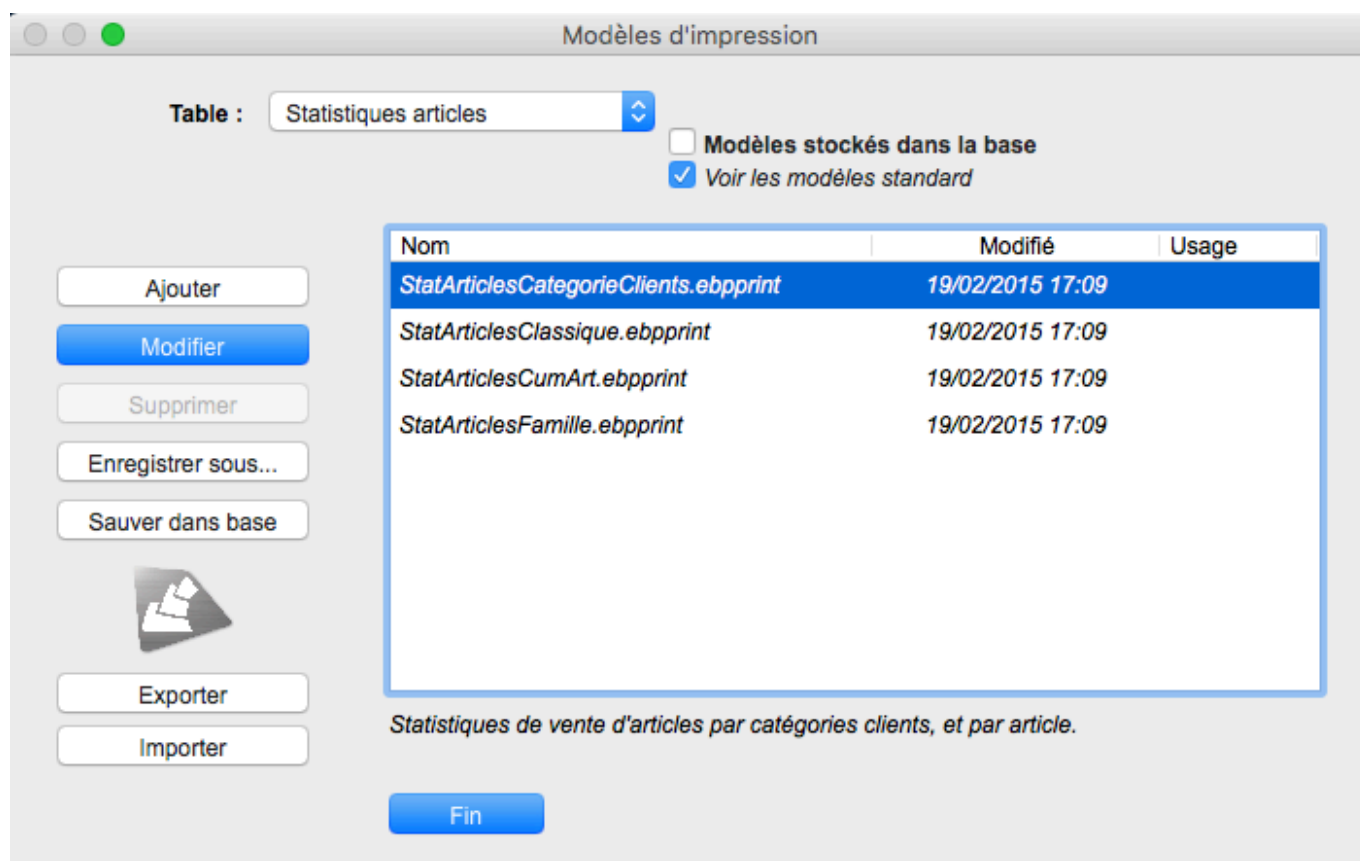 Modèles d'impression
Table : Statistiques articles
Modèles stockés dans la base
Voir les modèles standard
Nom Modifié Usage
StatArticlesCategorieClients.ebpprint 19/02/2015 17:09
StatArticlesClassique.ebpprint 19/02/2015 17:09
StatArticlesCumArt.ebpprint 19/02/2015 17:09
StatArticlesFamille.ebpprint 19/02/2015 17:09
Ajouter
Modifier
Supprimer
Enregistrer sous...
Sauver dans base
Exporter
Importer
Statistiques de vente d'articles par catégories clients, et par article.
Fin